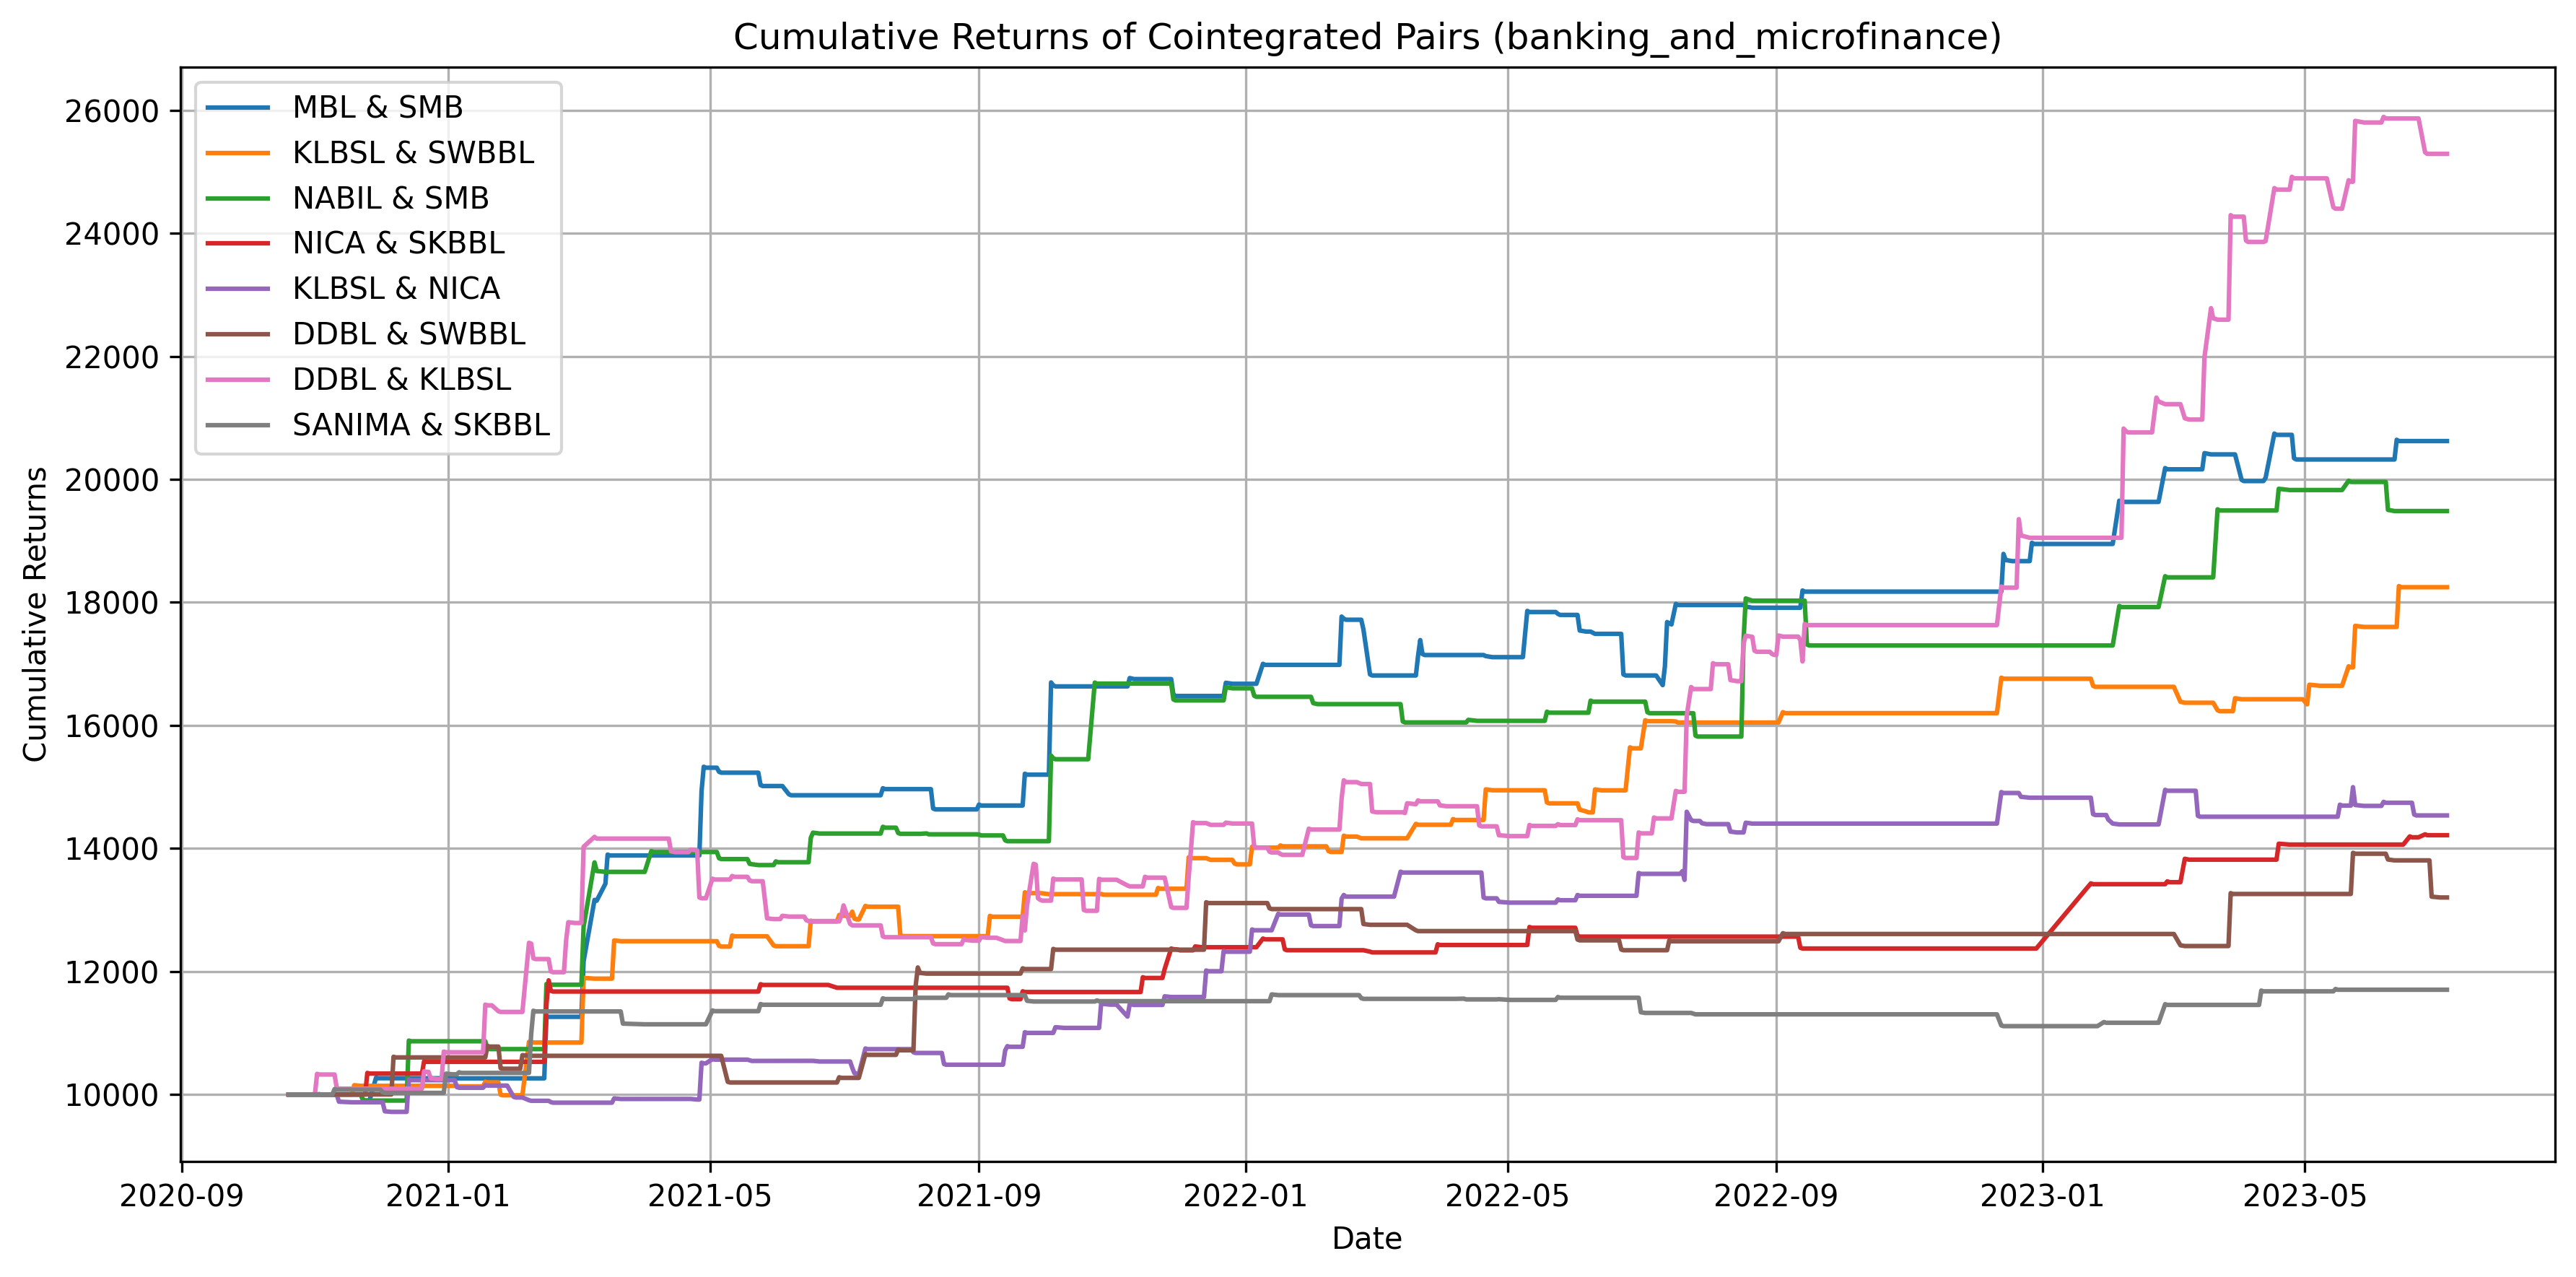 Cumulative Returns of Cointegrated Pairs (banking_and_microfinance)
MBL & SMB
KLBSL & SWBBL
NABIL & SMB
NICA & SKBBL
KLBSL & NICA
DDBL & SWBBL
DDBL & KLBSL
SANIMA & SKBBL
Cumulative Returns
26000
24000
22000
20000
18000
16000
14000
12000
10000
2020-09 2021-01 2021-05 2021-09 2022-01 2022-05 2022-09 2023-01 2023-05
Date